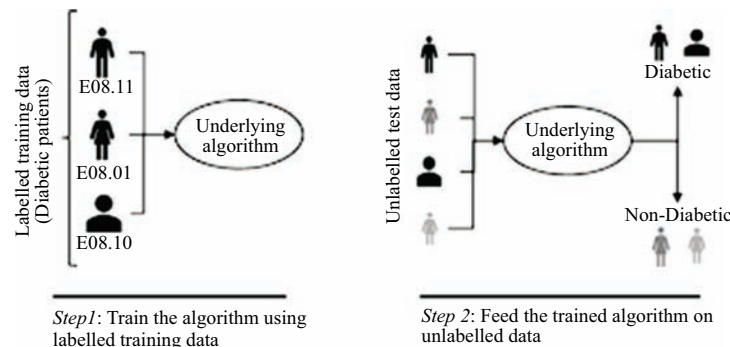 Labelled training data
(Diabetic patients)
E08.11
E08.01
E08.10
Underlying
algorithm
Step1: Train the algorithm using
labelled training data
Unlabelled test data
Underlying
algorithm
Diabetic
Non-Diabetic
Step 2: Feed the trained algorithm on
unlabelled data